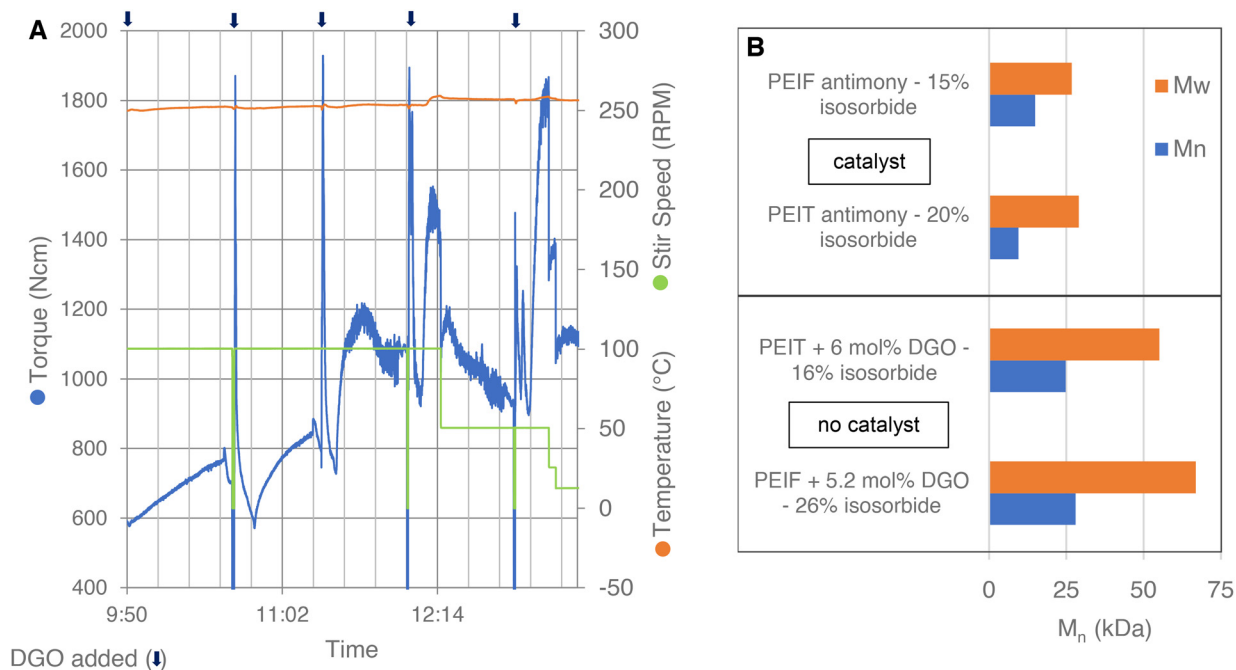 A
2000
1800
1600
1400
1200
1000
800
600
400
Torque (Ncm)
300
250
200
150
100
50
0
-50
Stir Speed (RPM)
Temperature (°C)
9:50
11:02
12:14
Time
DGO added ( )
B
PEIF antimony - 15%
isosorbide
catalyst
PEIT antimony - 20%
isosorbide
Mw
Mn
PEIT + 6 mol% DGO -
16% isosorbide
no catalyst
PEIF + 5.2 mol% DGO
- 26% isosorbide
0
25
50
75
Mn (kDa)